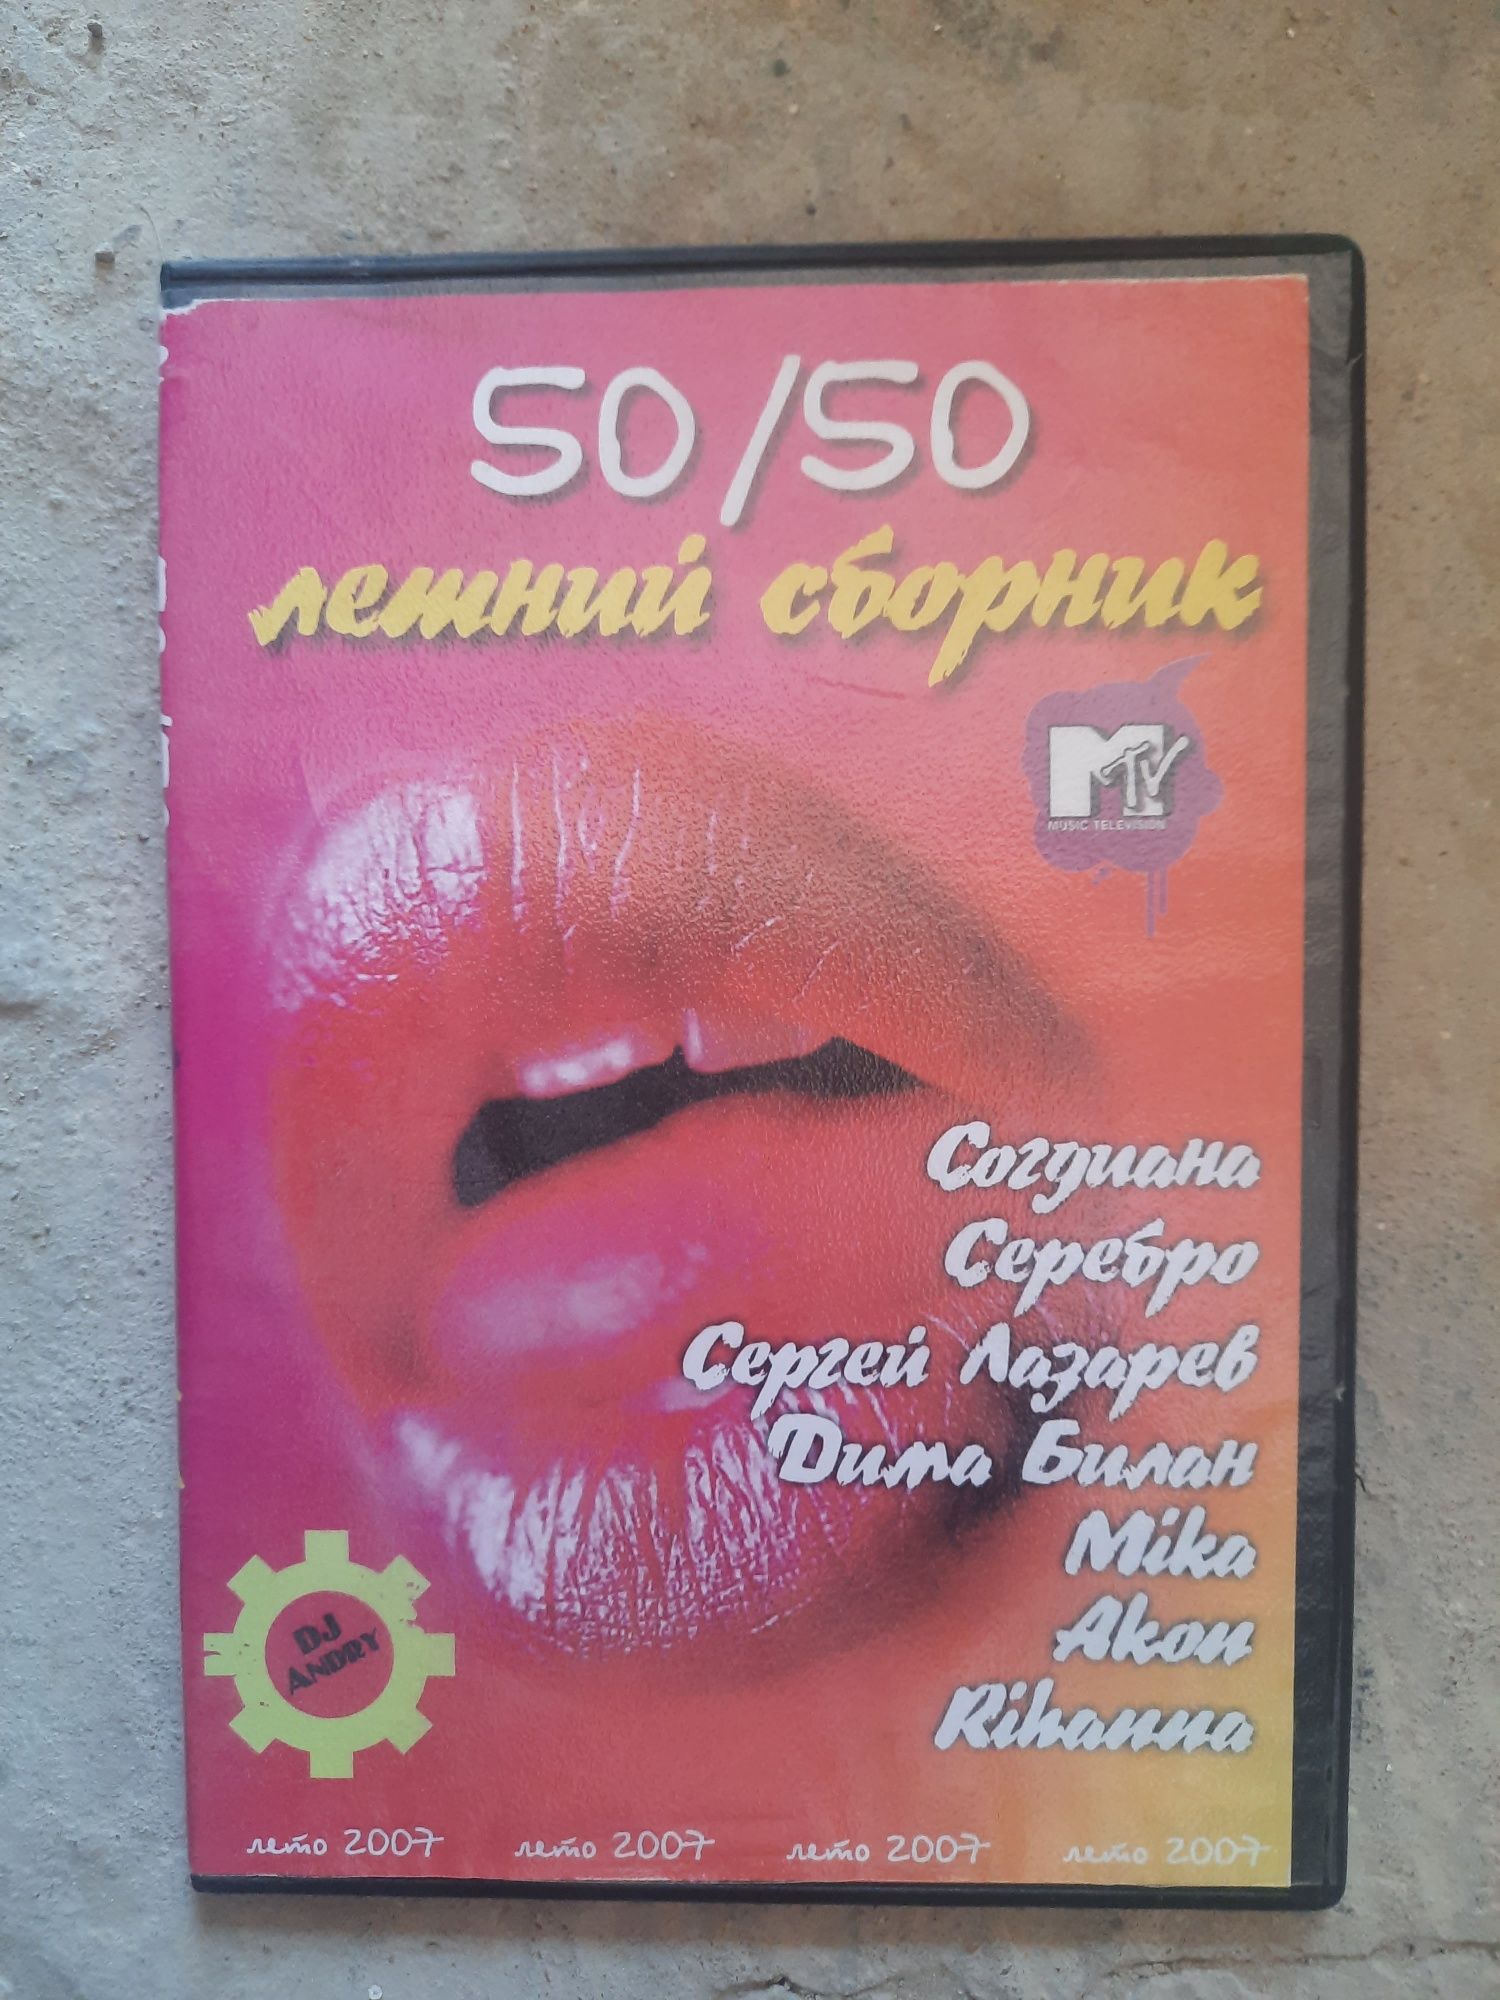 50/50
летний сборник
MTV
MUSIC TELEVISION
Согдиана
Серебро
Сергей Лазарев
Дима Билан
Mika
Akon
Rihanna
DJ
ANDRY
лето 2007 лето 2007 лето 2007 лето 2007